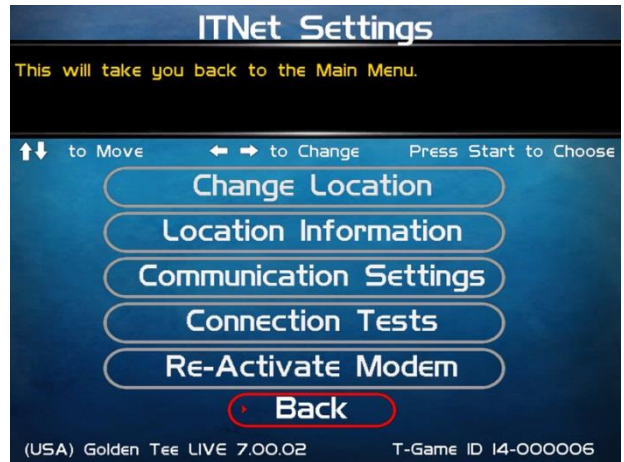 ITNet Settings
This will take you back to the Main Menu.
to Move to Change Press Start to Choose
Change Location
Location Information
Communication Settings
Connection Tests
Re-Activate Modem
Back
(USA) Golden Tee LIVE 7.00.02 T-Game ID 14-000006